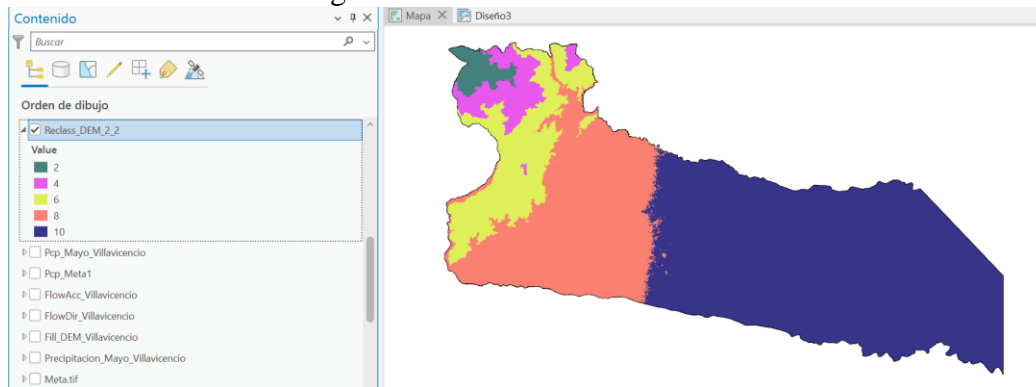 Contenido
Buscar
Orden de dibujo
Reclass_DEM_2_2
Value
2
4
6
8
10
Pcp_Mayo_Villavicencio
Pcp_Meta1
FlowAcc_Villavicencio
FlowDir_Villavicencio
Fill_DEM_Villavicencio
Precipitacion_Mayo_Villavicencio
Meta.tif
Mapa
Diseño3